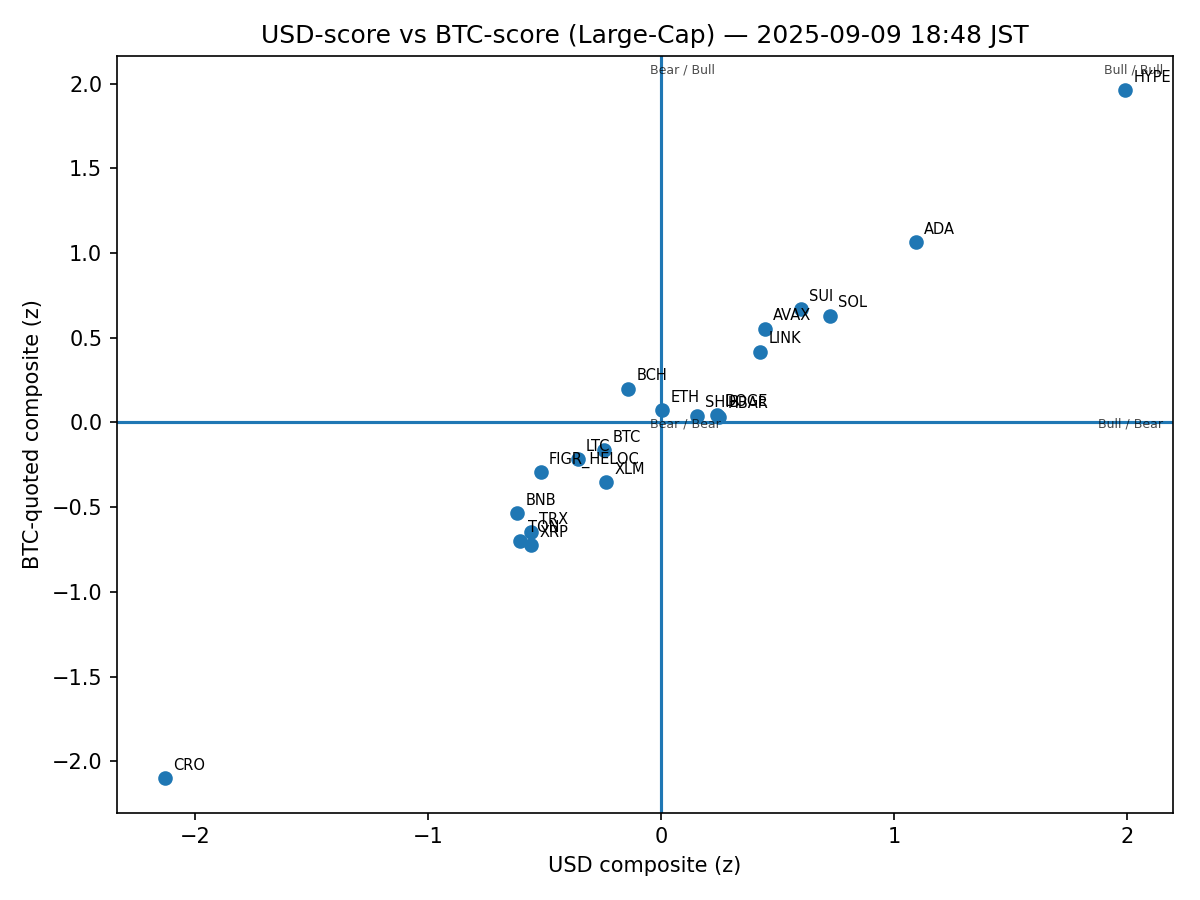 USD-score vs BTC-score (Large-Cap) — 2025-09-09 18:48 JST
Bear / Bull
Bull / Bull
HYPE
ADA
SUI
SOL
AVAX
LINK
BCH
ETH
SHIB
DOGE
HBAR
Bear / Bear
Bull / Bear
BTC
LTC
FIGR_HELOC
XLM
BNB
TRX
TON
XRP
CRO
2.0
1.5
1.0
0.5
0.0
−0.5
−1.0
−1.5
−2.0
BTC-quoted composite (z)
−2
−1
0
1
2
USD composite (z)